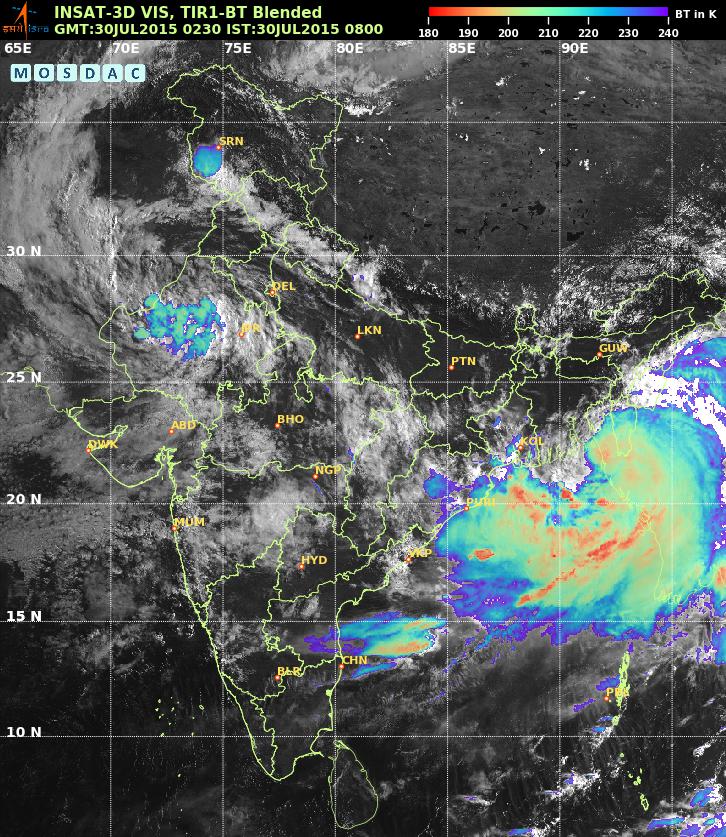 INSAT-3D VIS, TIR1-BT Blended
GMT:30JUL2015 0230 IST:30JUL2015 0800
BT in K
180 190 200 210 220 230 240
65E 70E 75E 80E 85E 90E
M O S D A C
SRN
30 N
DEL
JPR
LKN
GUW
PTN
25 N
BHO
ABD
KOL
DWK
NGP
20 N
PURI
MUM
VKP
HYD
15 N
CHN
BLR
PBL
10 N